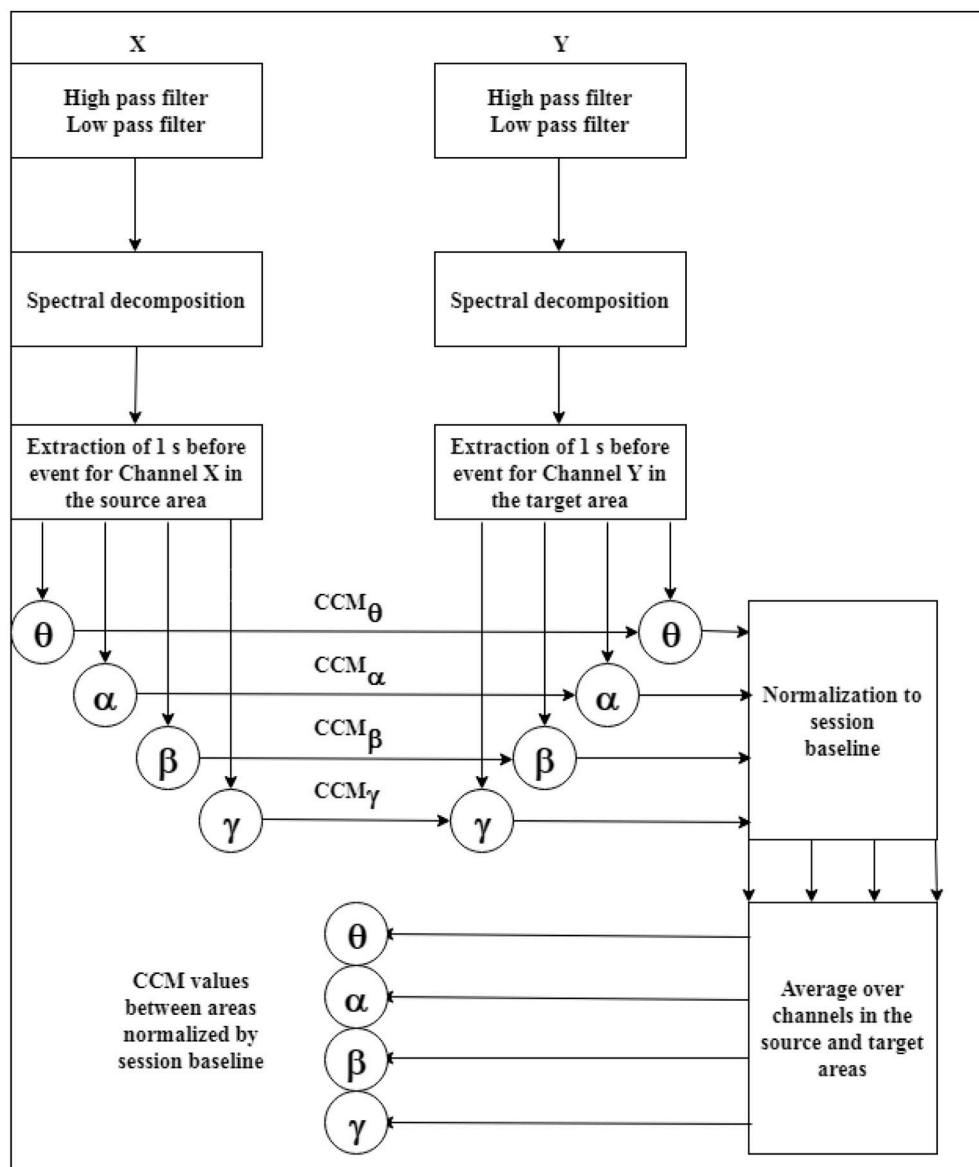 X
High pass filter
Low pass filter
Spectral decomposition
Extraction of 1 s before
event for Channel X in
the source area
Y
High pass filter
Low pass filter
Spectral decomposition
Extraction of 1 s before
event for Channel Y in
the target area
θ
CCMθ
θ
α
CCMα
α
β
CCMβ
β
γ
CCMγ
γ
Normalization to
session
baseline
Average over
channels in the
source and target
areas
θ
α
β
γ
CCM values
between areas
normalized by
session baseline